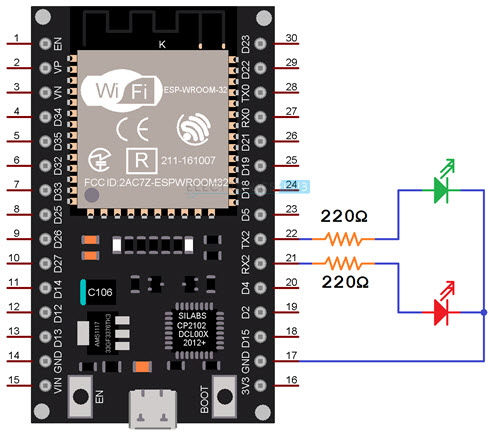 1 EN
2 VP
3 VN
4 D34
5 D35
6 D32
7 D33
8 D25
9 D26
10 D27
11 D14
12 D12
13 D13
14 GND
15 VIN
K
Wi Fi
ESP-WROOM-32
CE
R
211-161007
FCC ID:2AC7Z-ESPWROOM32
C106
AMS1117
SILABS
CP2102
DCL00X
2012+
EN
BOOT
D23 30
D22 29
TX0 28
RX0 27
D21 26
D19 25
D18 24
D5 23
TX2 22
RX2 21
D4 20
D2 19
D15 18
GND 17
3V3 16
220Ω
220Ω